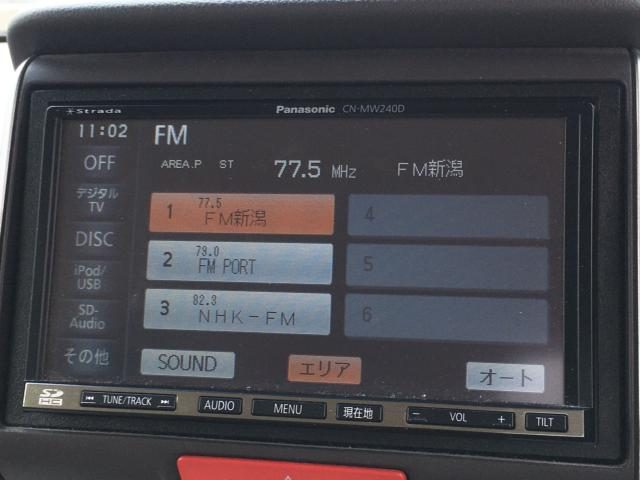 Strada
Panasonic CN-MW240D
11:02
FM
AREA.P ST 77.5 MHz FM新潟
OFF
デジタル
TV
DISC
iPod/
USB
SD-
Audio
その他
1 77.5
FM新潟
2 79.0
FM PORT
3 82.3
NHK-FM
4
5
6
SOUND
エリア
オート
SD
HC
TUNE/TRACK
AUDIO
MENU
現在地
− VOL +
TILT